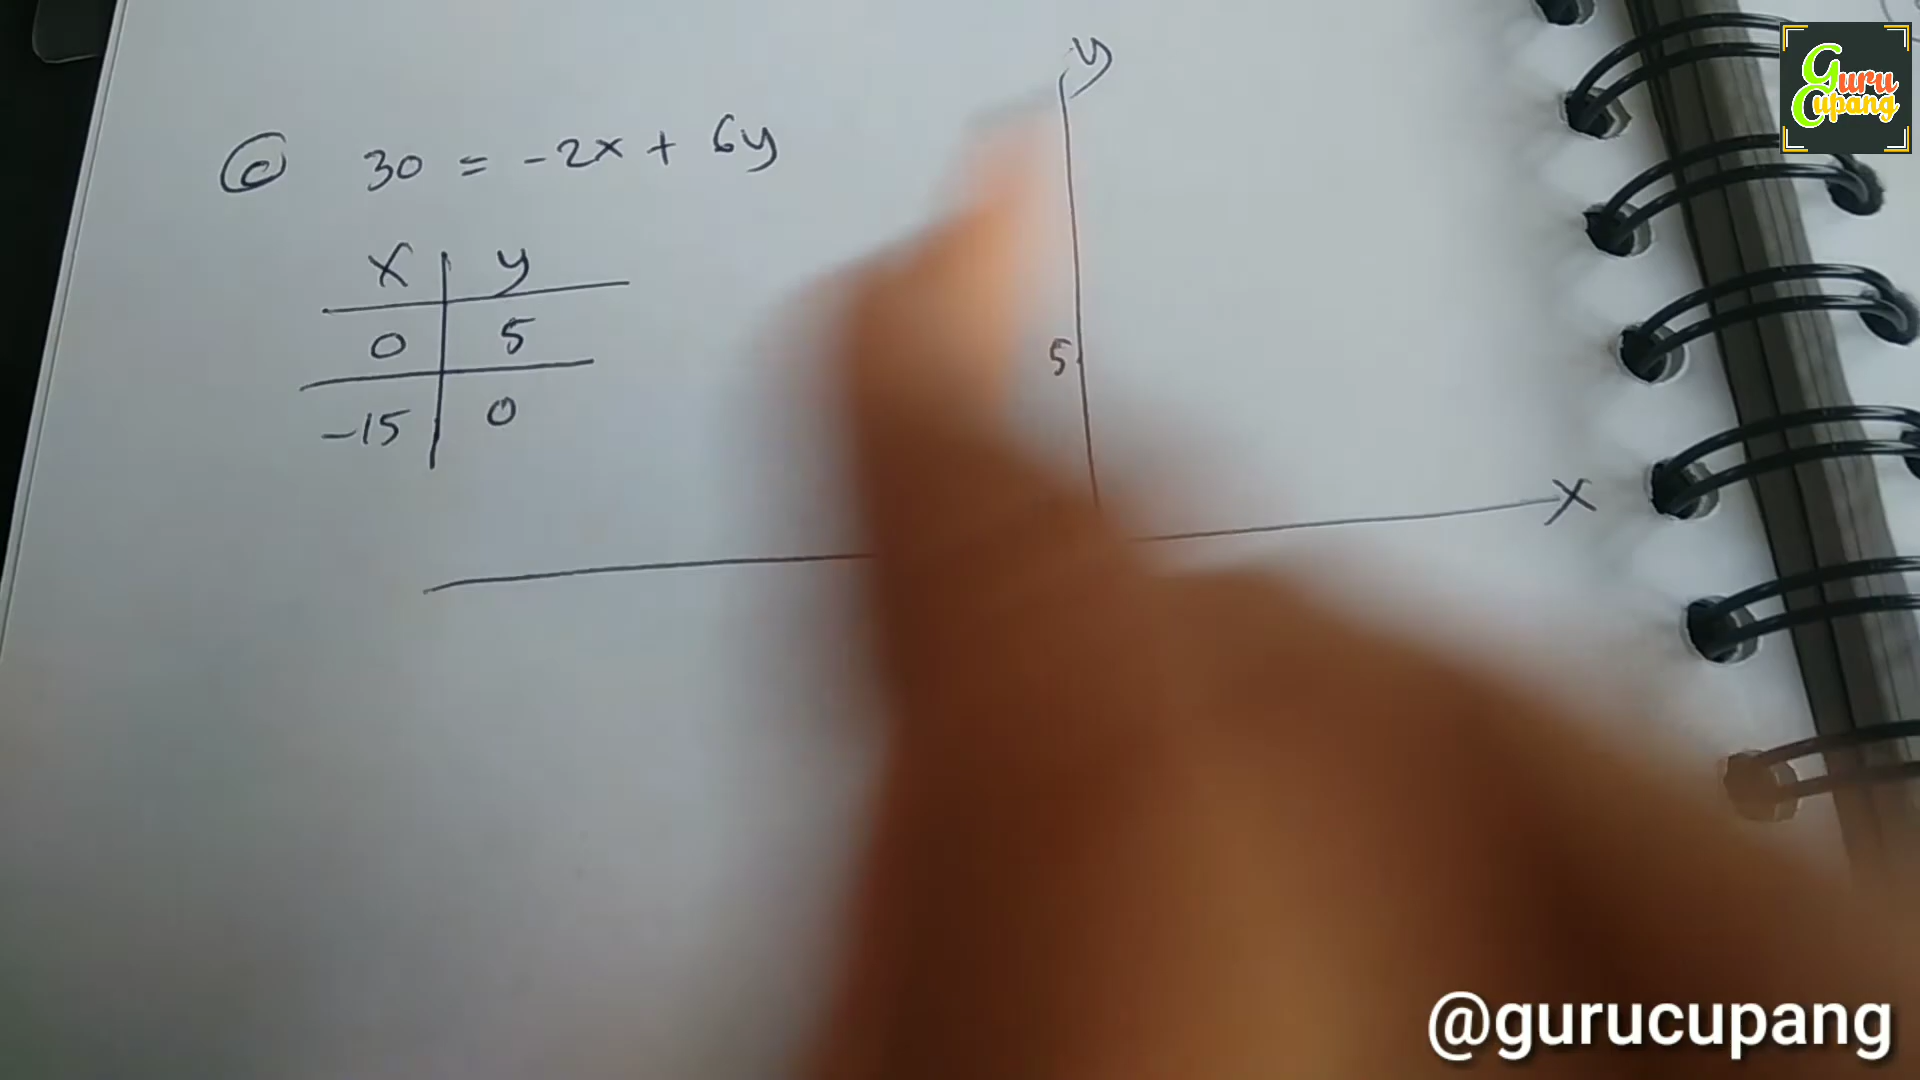 Guru
Cupang
c 30 = -2x + 6y
x y
0 5
-15 0
y
5
x
@gurucupang